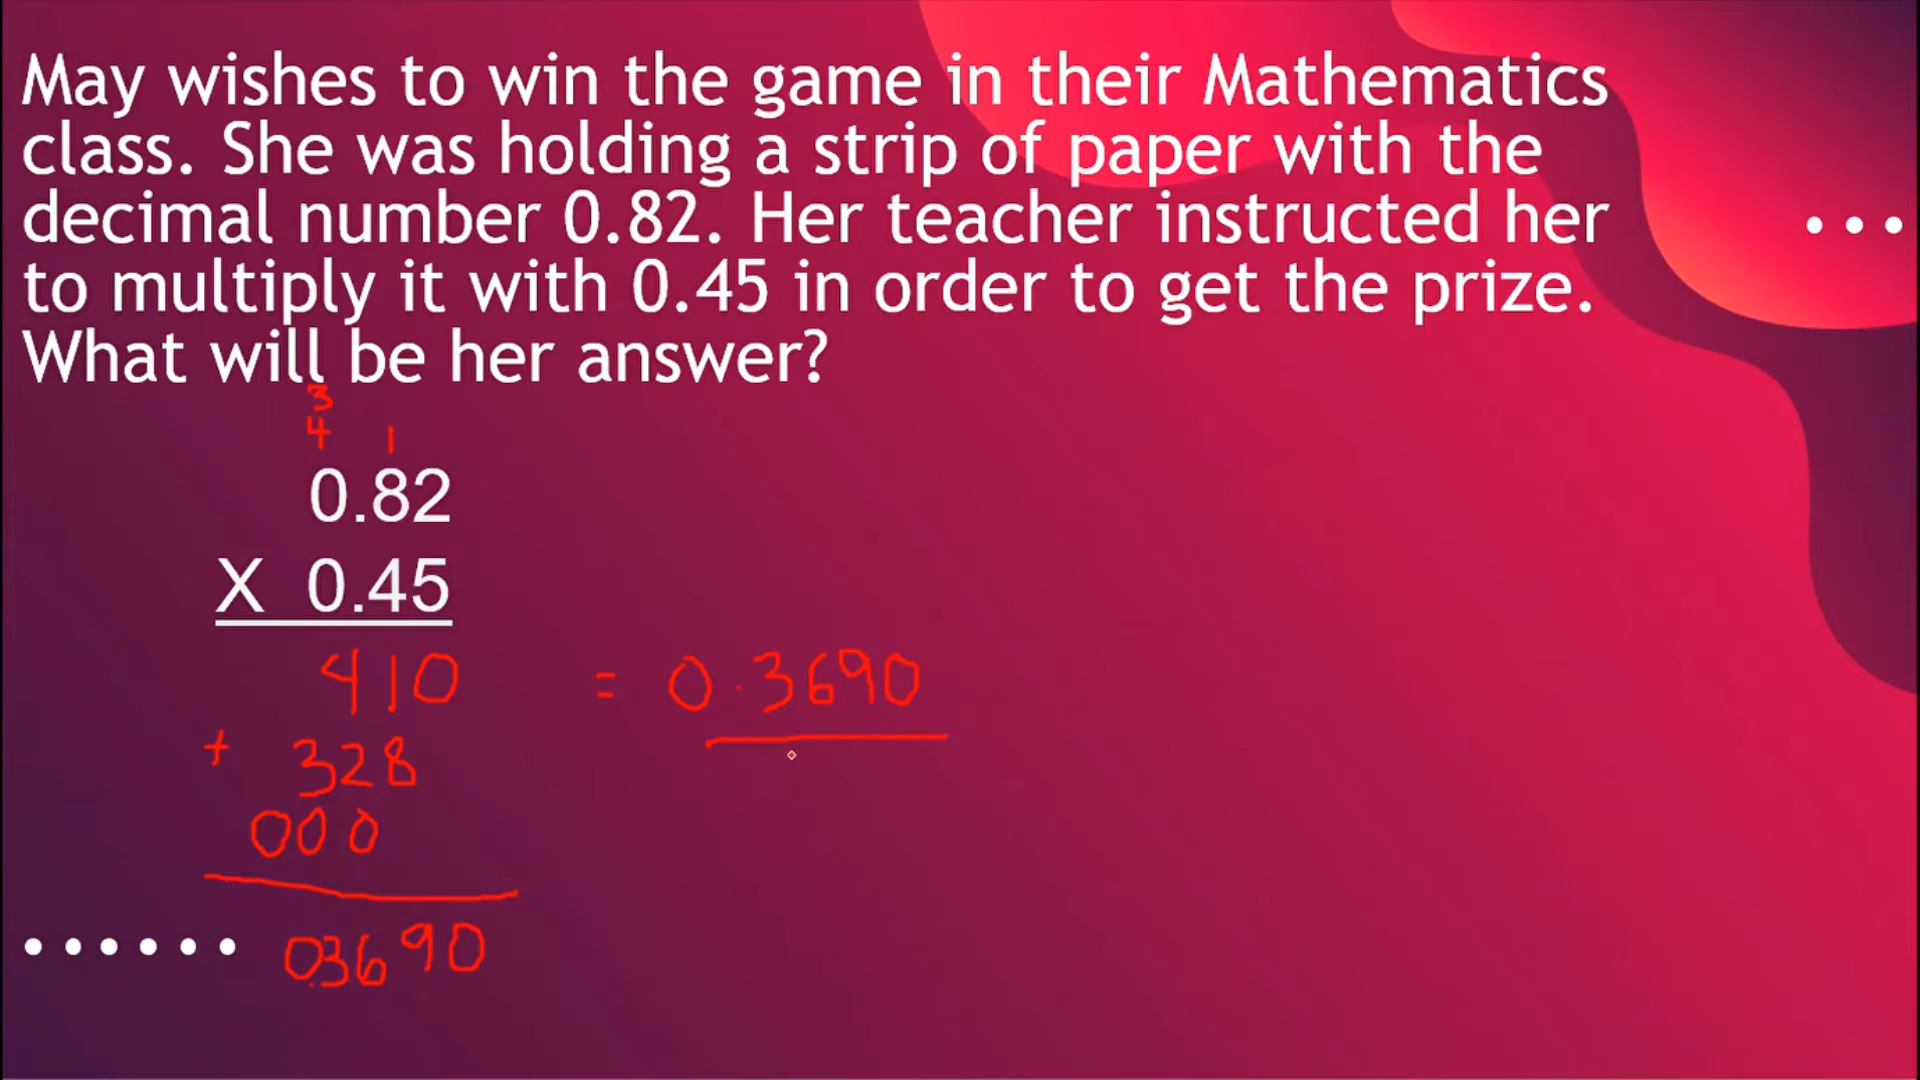 May wishes to win the game in their Mathematics
class. She was holding a strip of paper with the
decimal number 0.82. Her teacher instructed her
to multiply it with 0.45 in order to get the prize.
What will be her answer?
3
4 1
0.82
X 0.45
410 = 0.3690
+ 328
000
0.3690